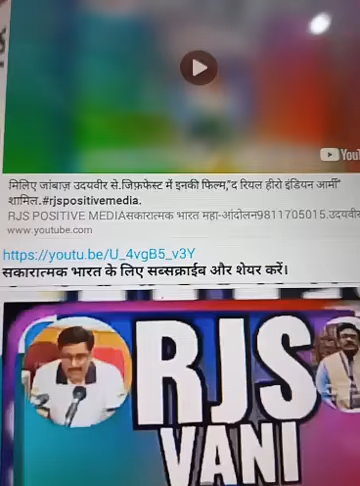 You
मिलिए जांबाज़ उदयवीर से.जिफ़फेस्ट में इनकी फिल्म,"द रियल हीरो इंडियन आर्मी"
शामिल.#rjspositivemedia.
RJS POSITIVE MEDIAसकारात्मक भारत महा-आंदोलन9811705015.उदयवीर
www.youtube.com
https://youtu.be/U_4vgB5_v3Y
सकारात्मक भारत के लिए सब्सक्राईब और शेयर करें।
RJS
VANI